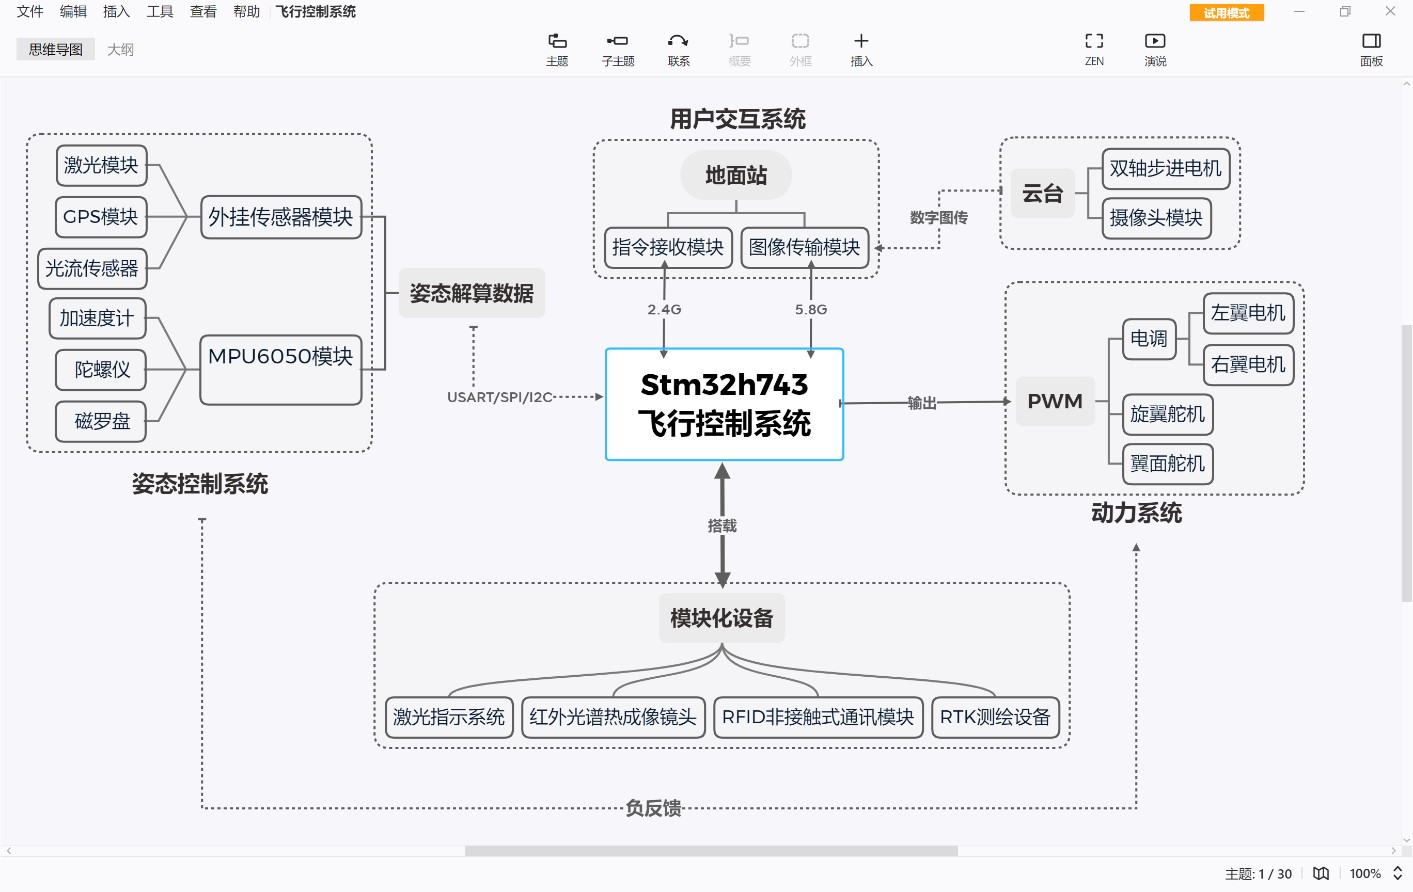 文件 编辑 插入 工具 查看 帮助 飞行控制系统
试用模式
思维导图 大纲
主题 子主题 联系 概要 外框 插入
ZEN 演说 面板
姿态控制系统
激光模块
GPS模块
光流传感器
外挂传感器模块
加速度计
陀螺仪
磁罗盘
MPU6050模块
姿态解算数据
USART/SPI/I2C
用户交互系统
地面站
指令接收模块 图像传输模块
2.4G 5.8G
数字图传
云台
双轴步进电机
摄像头模块
Stm32h743
飞行控制系统
输出
PWM
电调
左翼电机
右翼电机
旋翼舵机
翼面舵机
动力系统
搭载
模块化设备
激光指示系统 红外光谱热成像镜头 RFID非接触式通讯模块 RTK测绘设备
负反馈
主题: 1 / 30 100%